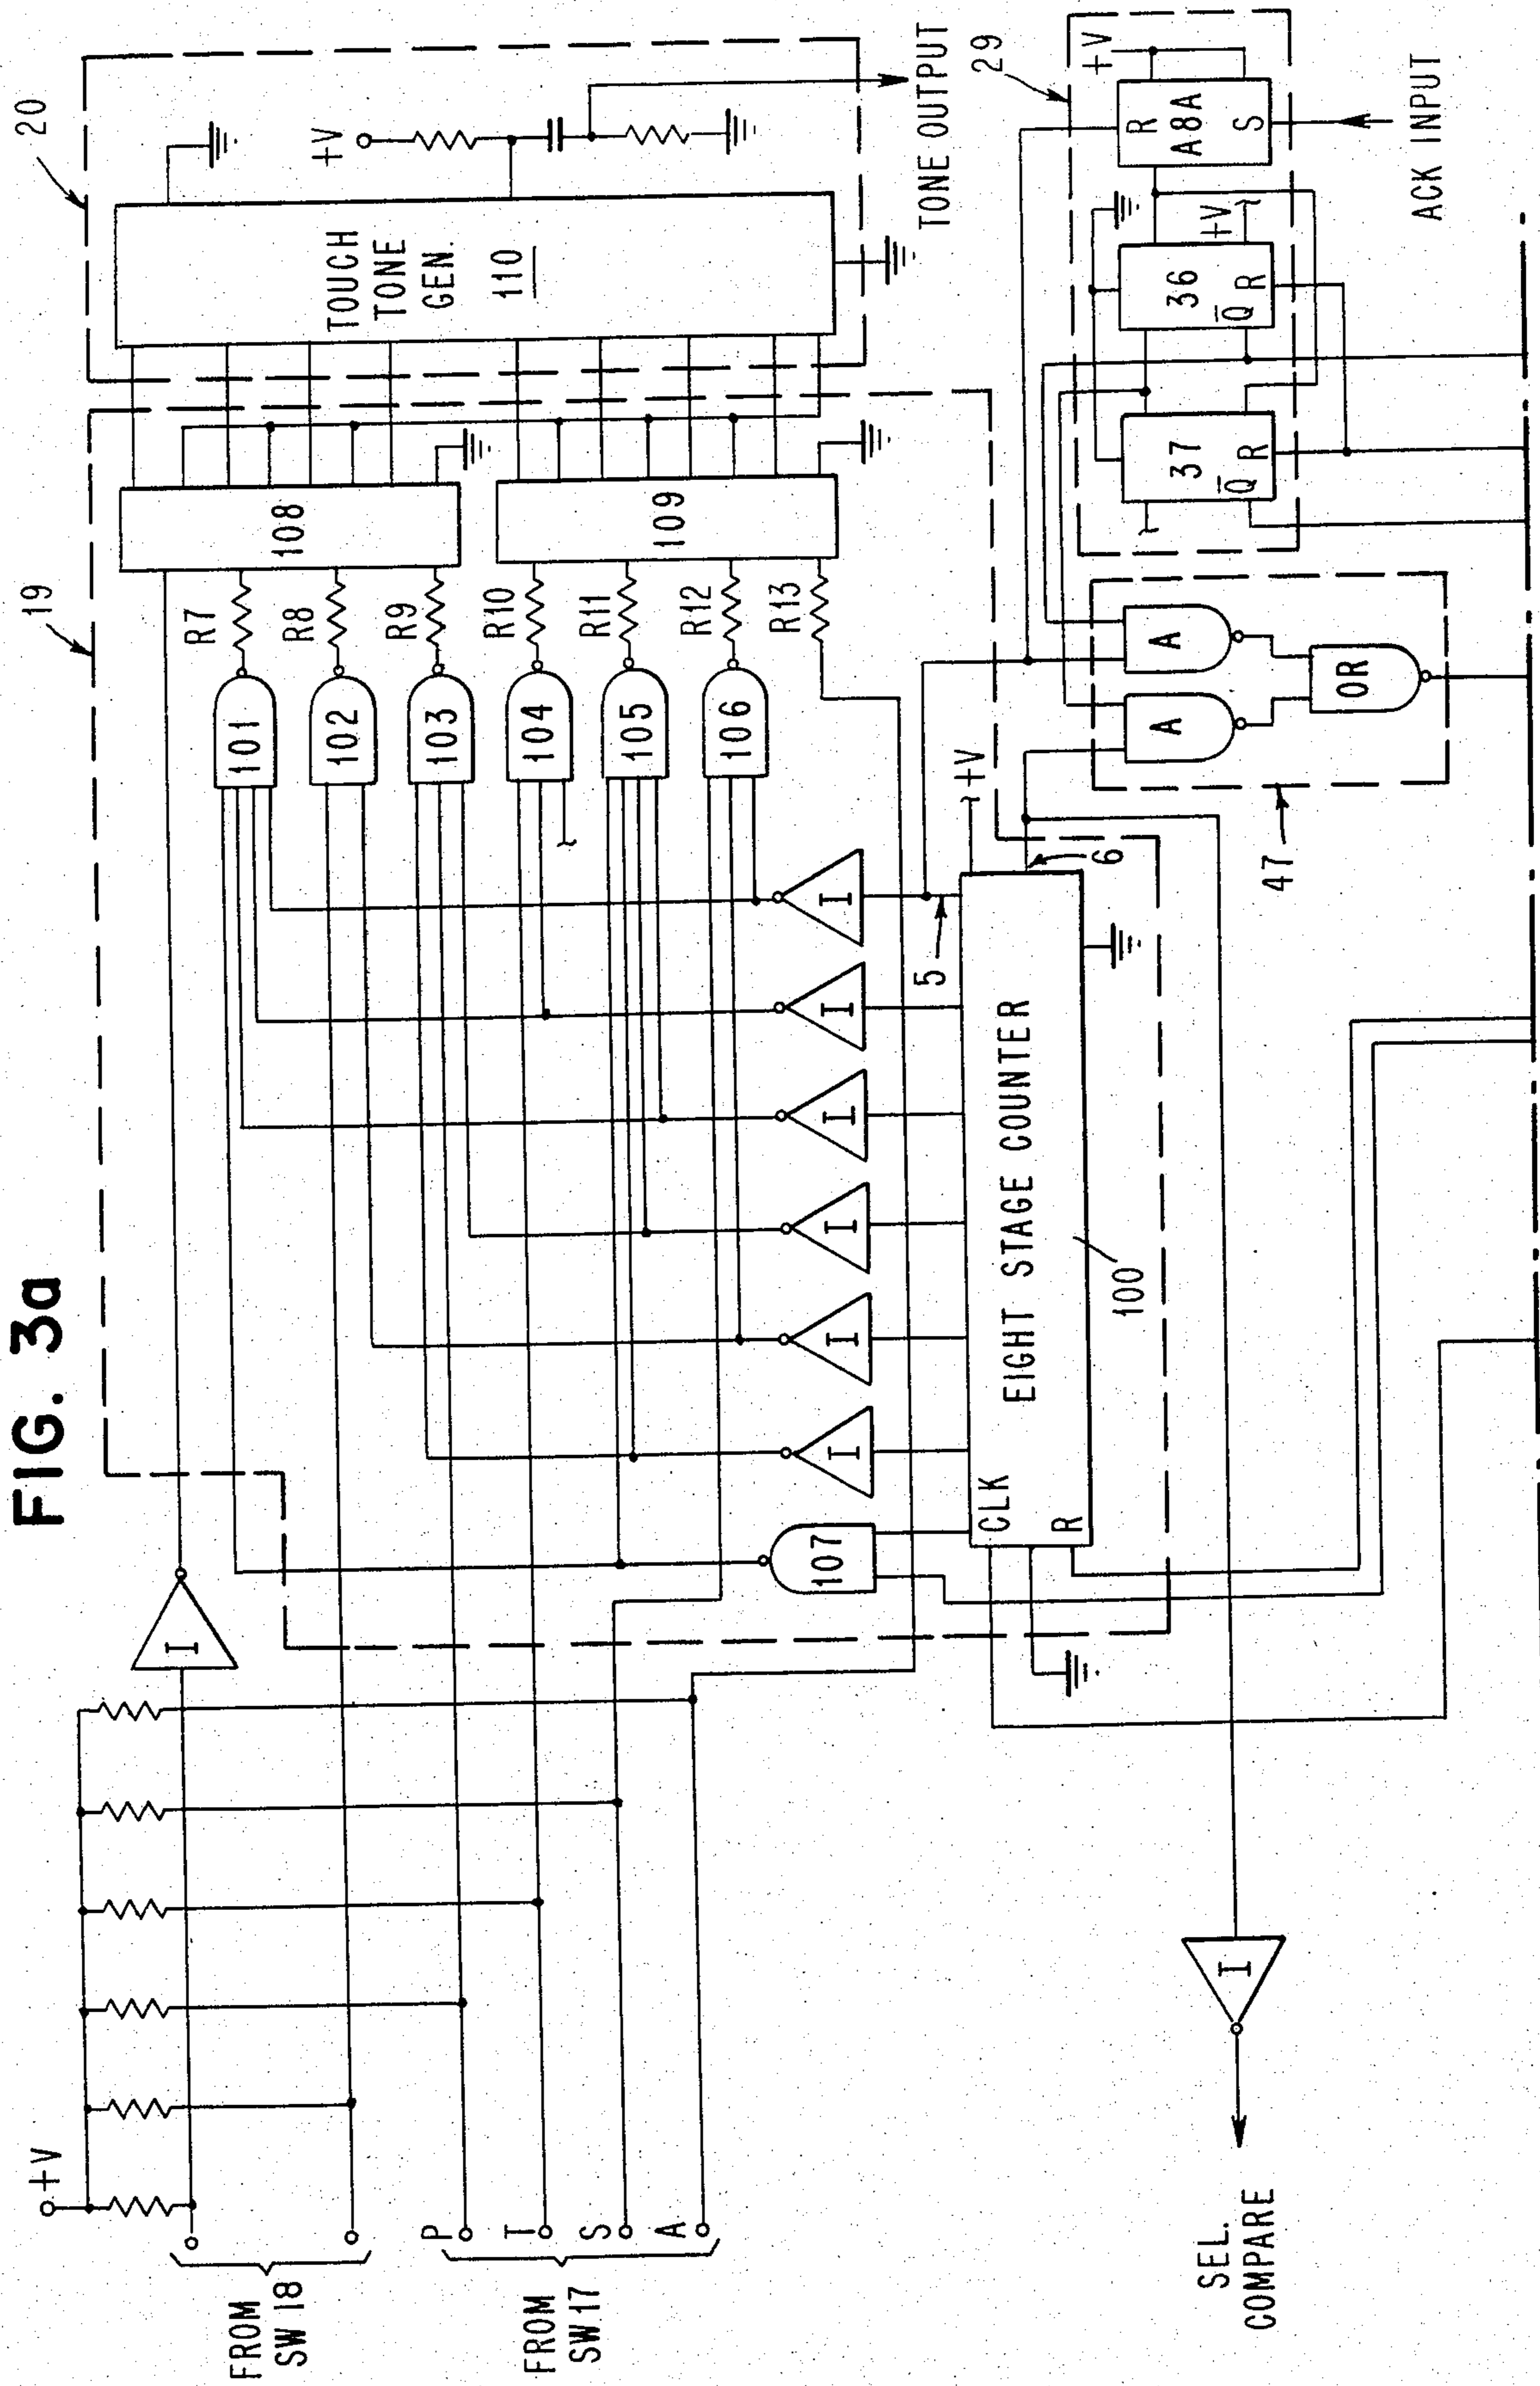 FIG. 3a
+V
FROM
SW 18
P
T
S
A
FROM
SW.17
I
19
101
102
103
104
105
106
107
R7
R8
R9
R10
R11
R12
R13
108
109
20
TOUCH
TONE
GEN.
110
+V
TONE OUTPUT
I
I
I
I
I
I
5
6
+V
CLK
R
EIGHT STAGE COUNTER
100
29
+V
R
A8A
S
ACK INPUT
36
+V
Q̅
R
37
Q̅
R
A
A
OR
47
I
SEL.
COMPARE